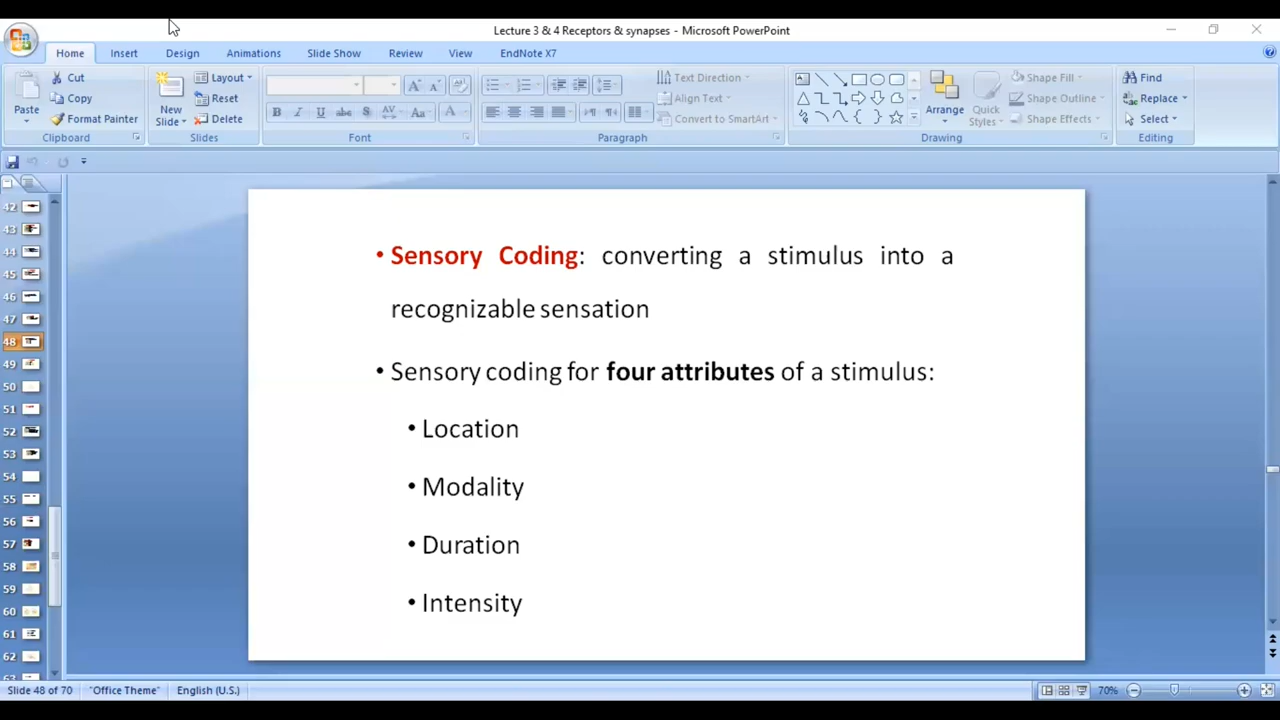 Lecture 3 & 4 Receptors & synapses - Microsoft PowerPoint
Home Insert Design Animations Slide Show Review View EndNote X7
Paste
Cut
Copy
Format Painter
Clipboard
New Slide
Layout
Reset
Delete
Slides
B I U abc S AV Aa A
Font
Text Direction
Align Text
Convert to SmartArt
Paragraph
Arrange
Quick Styles
Shape Fill
Shape Outline
Shape Effects
Drawing
Find
Replace
Select
Editing
42
43
44
45
46
47
48
49
50
51
52
53
54
55
56
57
58
59
60
61
62
• Sensory Coding: converting a stimulus into a
recognizable sensation
• Sensory coding for four attributes of a stimulus:
• Location
• Modality
• Duration
• Intensity
Slide 48 of 70 "Office Theme" English (U.S.) 70%